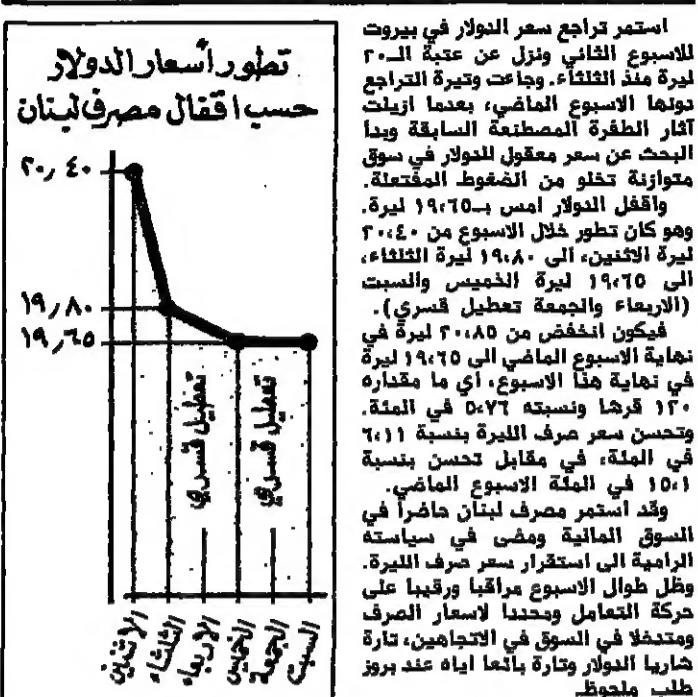 استمر تراجع سعر الدولار في بيروت
للاسبوع الثاني ونزل عن عتبة الـ٢٠
ليرة منذ الثلثاء. وجاءت وتيرة التراجع
دونها الاسبوع الماضي، بعدما ازيلت
آثار الطفرة المصطنعة السابقة وبدأ
البحث عن سعر معقول للدولار في سوق
متوازنة تخلو من الضغوط المفتعلة.
واقفل الدولار امس بـ١٩،٦٥ ليرة.
وهو كان تطور خلال الاسبوع من ٢٠،٤٠
ليرة الاثنين، الى ١٩،٨٠ ليرة الثلثاء،
الى ١٩،٦٥ ليرة الخميس والسبت
(الاربعاء والجمعة تعطيل قسري).
فيكون انخفض من ٢٠،٨٥ ليرة في
نهاية الاسبوع الماضي الى ١٩،٦٥ ليرة
في نهاية هذا الاسبوع، أي ما مقداره
١٢٠ قرشا ونسبته ٥،٧٦ في المئة.
وتحسن سعر صرف الليرة بنسبة ٦،١١
في المئة، في مقابل تحسن بنسبة
١٥،١ في المئة الاسبوع الماضي.
وقد استمر مصرف لبنان حاضراً في
السوق المالية ومضى في سياسته
الرامية الى استقرار سعر صرف الليرة.
وظل طوال الاسبوع مراقبا ورقيبا على
حركة التعامل ومحددا لاسعار الصرف
ومتدخلا في السوق في الاتجاهين، تارة
شاريا الدولار وتارة بائعا اياه عند بروز
طلب ملحوظ.
تطور أسعار الدولار
حسب اقفال مصرف لبنان
٢٠,٤٠
١٩,٨٠
١٩,٦٥
تعطيل قسري
تعطيل قسري
الاثنين
الثلثاء
الاربعاء
الخميس
الجمعة
السبت